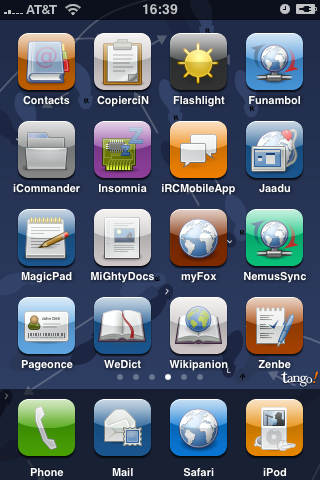 AT&T 16:39
Contacts CopierciN Flashlight Funambol
iCommander Insomnia iRCMobileApp Jaadu
MagicPad MiGhtyDocs myFox NemusSync
John Doe
Pageonce WeDict Wikipanion Zenbe
tango!
Phone Mail Safari iPod